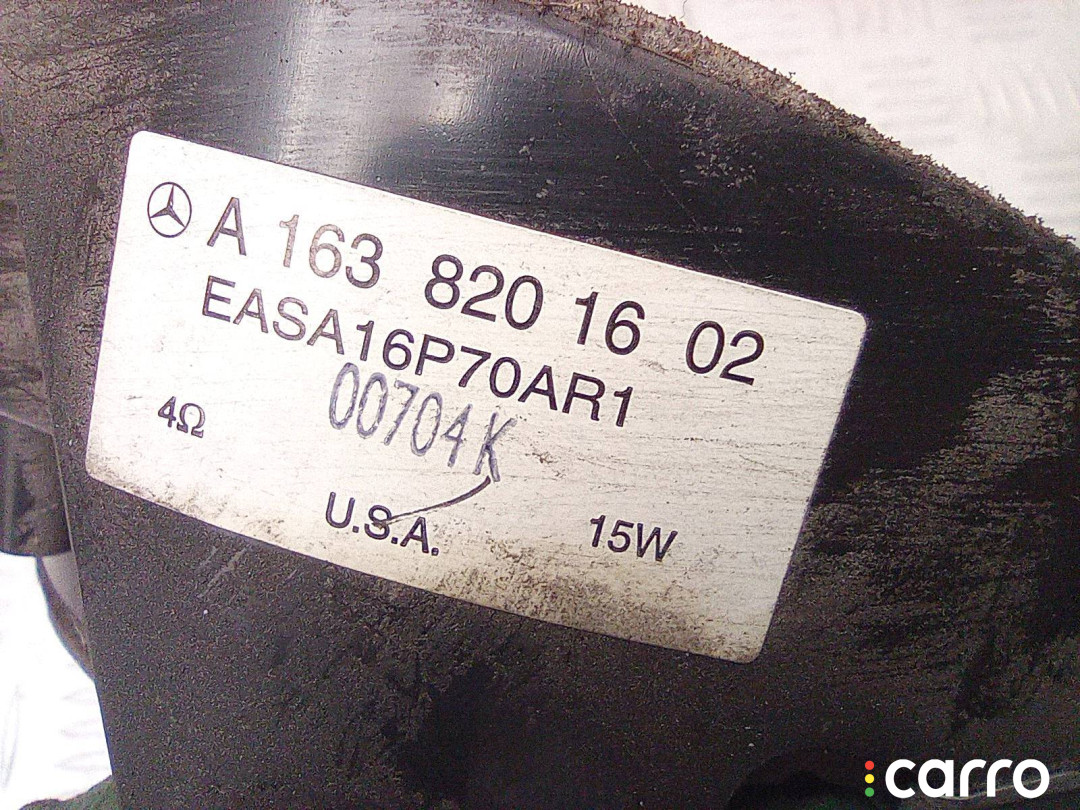 A 163 820 16 02
EASA16P70AR1
00704K
4Ω
U.S.A. 15W
carro